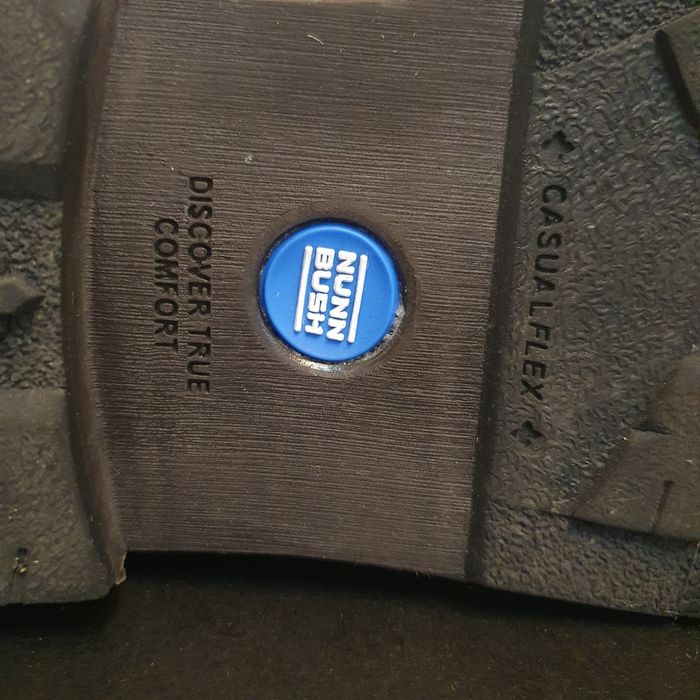 CASUALFLEX
NUNN
BUSH
DISCOVER TRUE
COMFORT